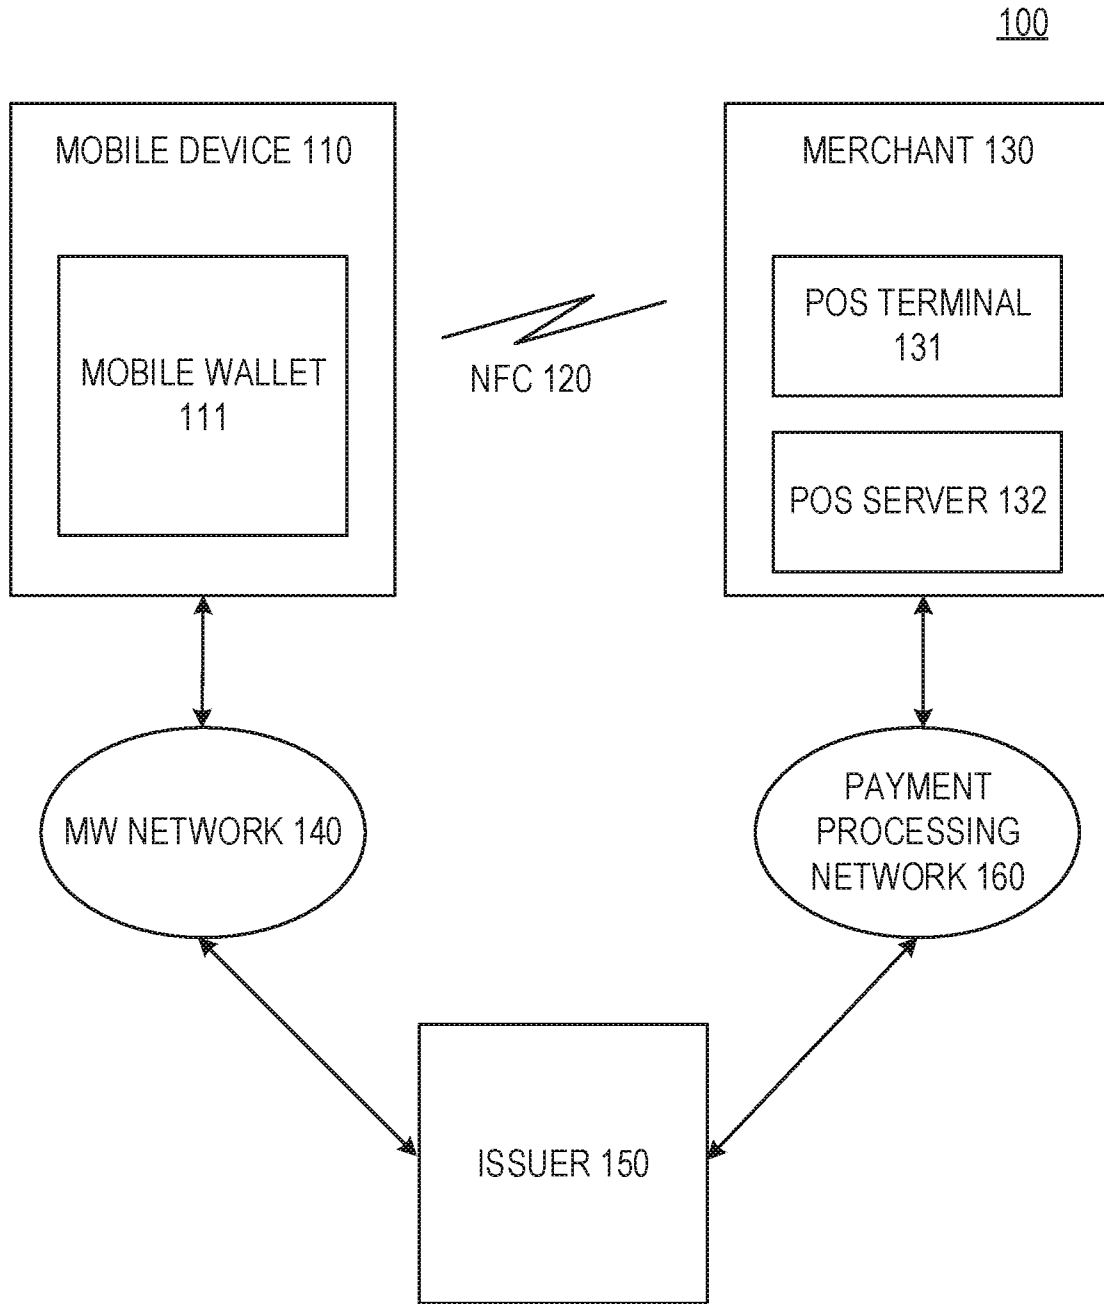 100
MOBILE DEVICE 110
MOBILE WALLET
111
NFC 120
MERCHANT 130
POS TERMINAL
131
POS SERVER 132
MW NETWORK 140
PAYMENT
PROCESSING
NETWORK 160
ISSUER 150